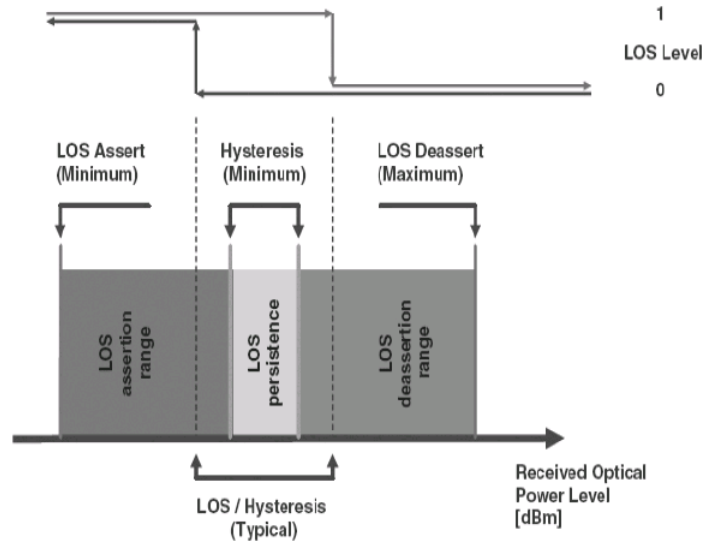 1
LOS Level
0
LOS Assert
(Minimum)
Hysteresis
(Minimum)
LOS Deassert
(Maximum)
LOS
assertion
range
LOS
persistence
LOS
deassertion
range
Received Optical
Power Level
[dBm]
LOS / Hysteresis
(Typical)